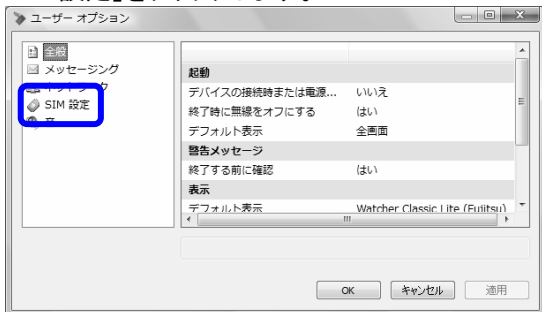 ユーザー オプション
全般
メッセージング
SIM 設定
音
起動
デバイスの接続時または電源... いいえ
終了時に無線をオフにする はい
デフォルト表示 全画面
警告メッセージ
終了する前に確認 はい
表示
デフォルト表示 Watcher Classic Lite (Fujitsu)
OK キャンセル 適用